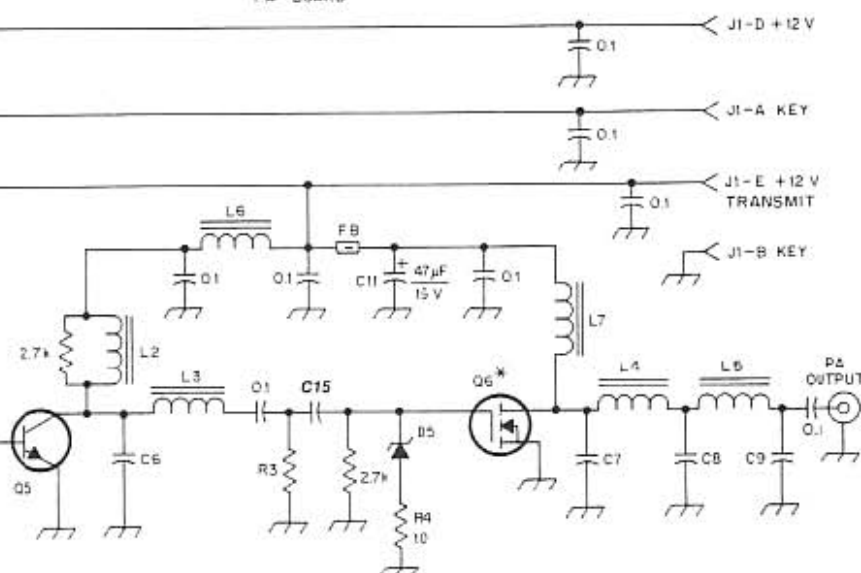 J1-D +12 V
0.1
J1-A KEY
0.1
J1-E +12 V
TRANSMIT
0.1
J1-B KEY
L6
FB
0.1
0.1
C11
+
47µF
15 V
0.1
L7
2.7k
L2
L3
0.1
C15
Q6*
L4
L5
PA
OUTPUT
0.1
D5
Q5
C6
R3
2.7k
R4
10
C7
C8
C9